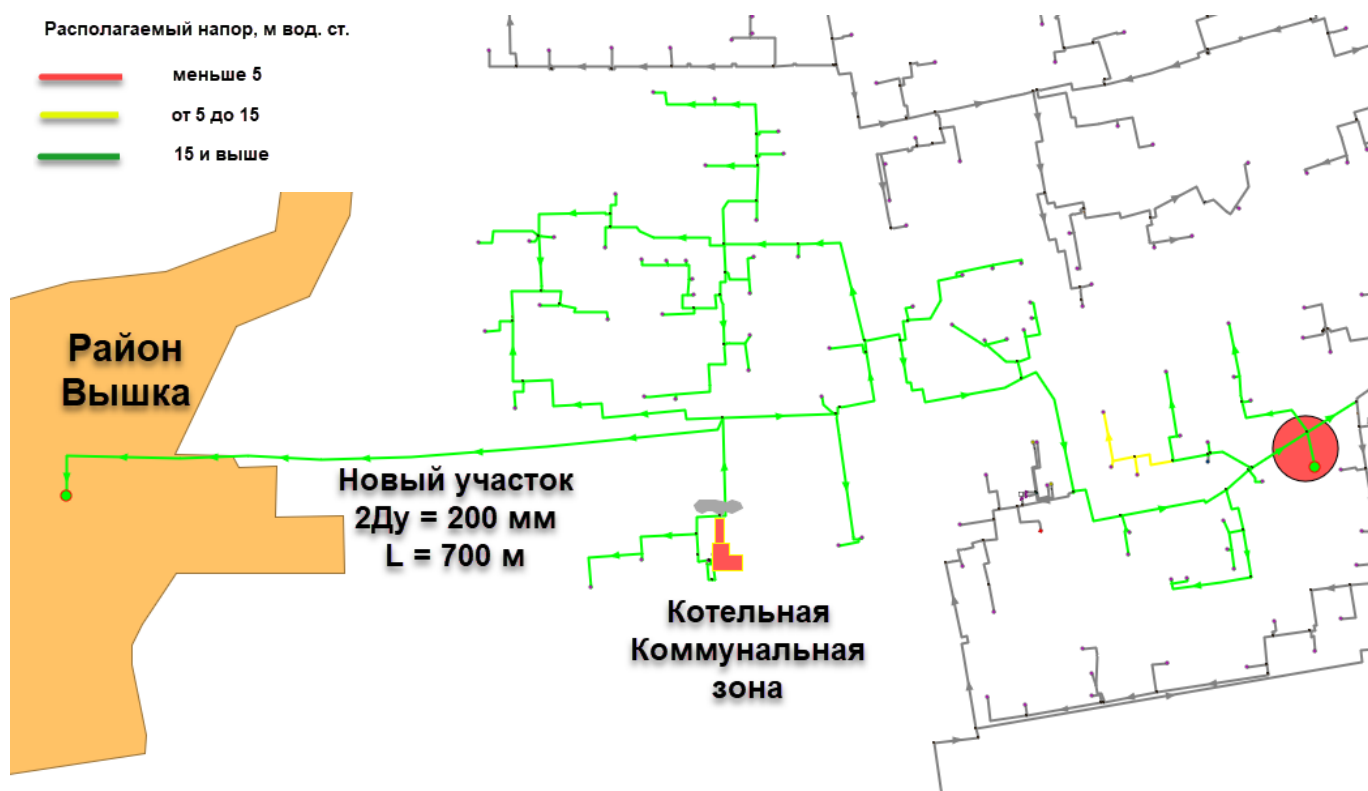 Располагаемый напор, м вод. ст.
меньше 5
от 5 до 15
15 и выше
Район
Вышка
Новый участок
2Ду = 200 мм
L = 700 м
Котельная
Коммунальная
зона